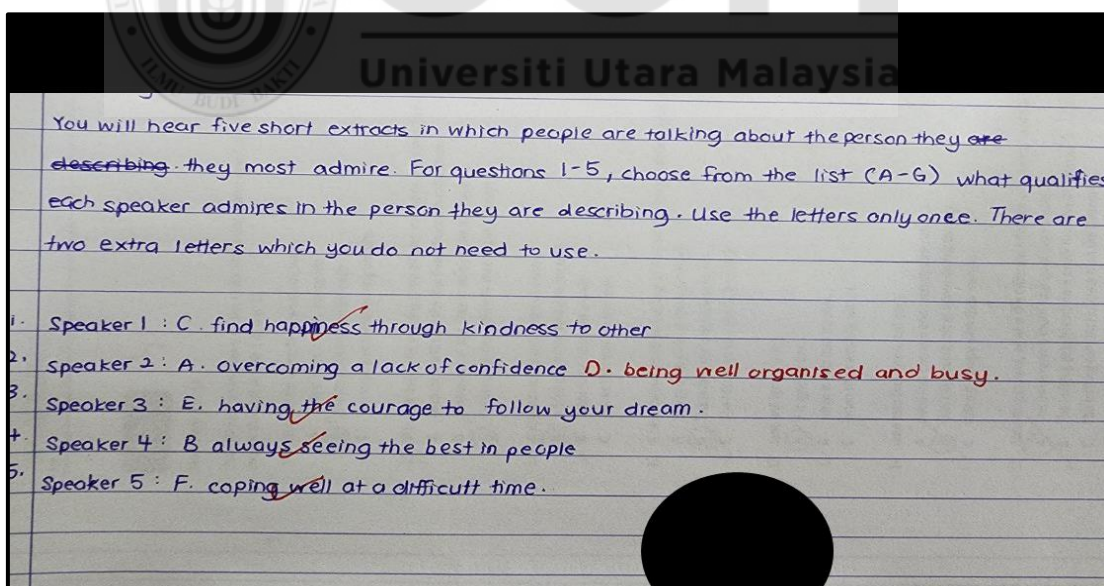 Universiti Utara Malaysia
ILMU BUDI BAKTI
You will hear five short extracts in which people are talking about the person they are
describing. they most admire. For questions 1-5, choose from the list (A-G) what qualifies
each speaker admires in the person they are describing. Use the letters only once. There are
two extra letters which you do not need to use.
1. Speaker 1 : C. find happiness through kindness to other
2. Speaker 2 : A. overcoming a lack of confidence D. being well organised and busy.
3. Speaker 3 : E. having the courage to follow your dream.
4. Speaker 4 : B always seeing the best in people
5. Speaker 5 : F. coping well at a difficutt time.